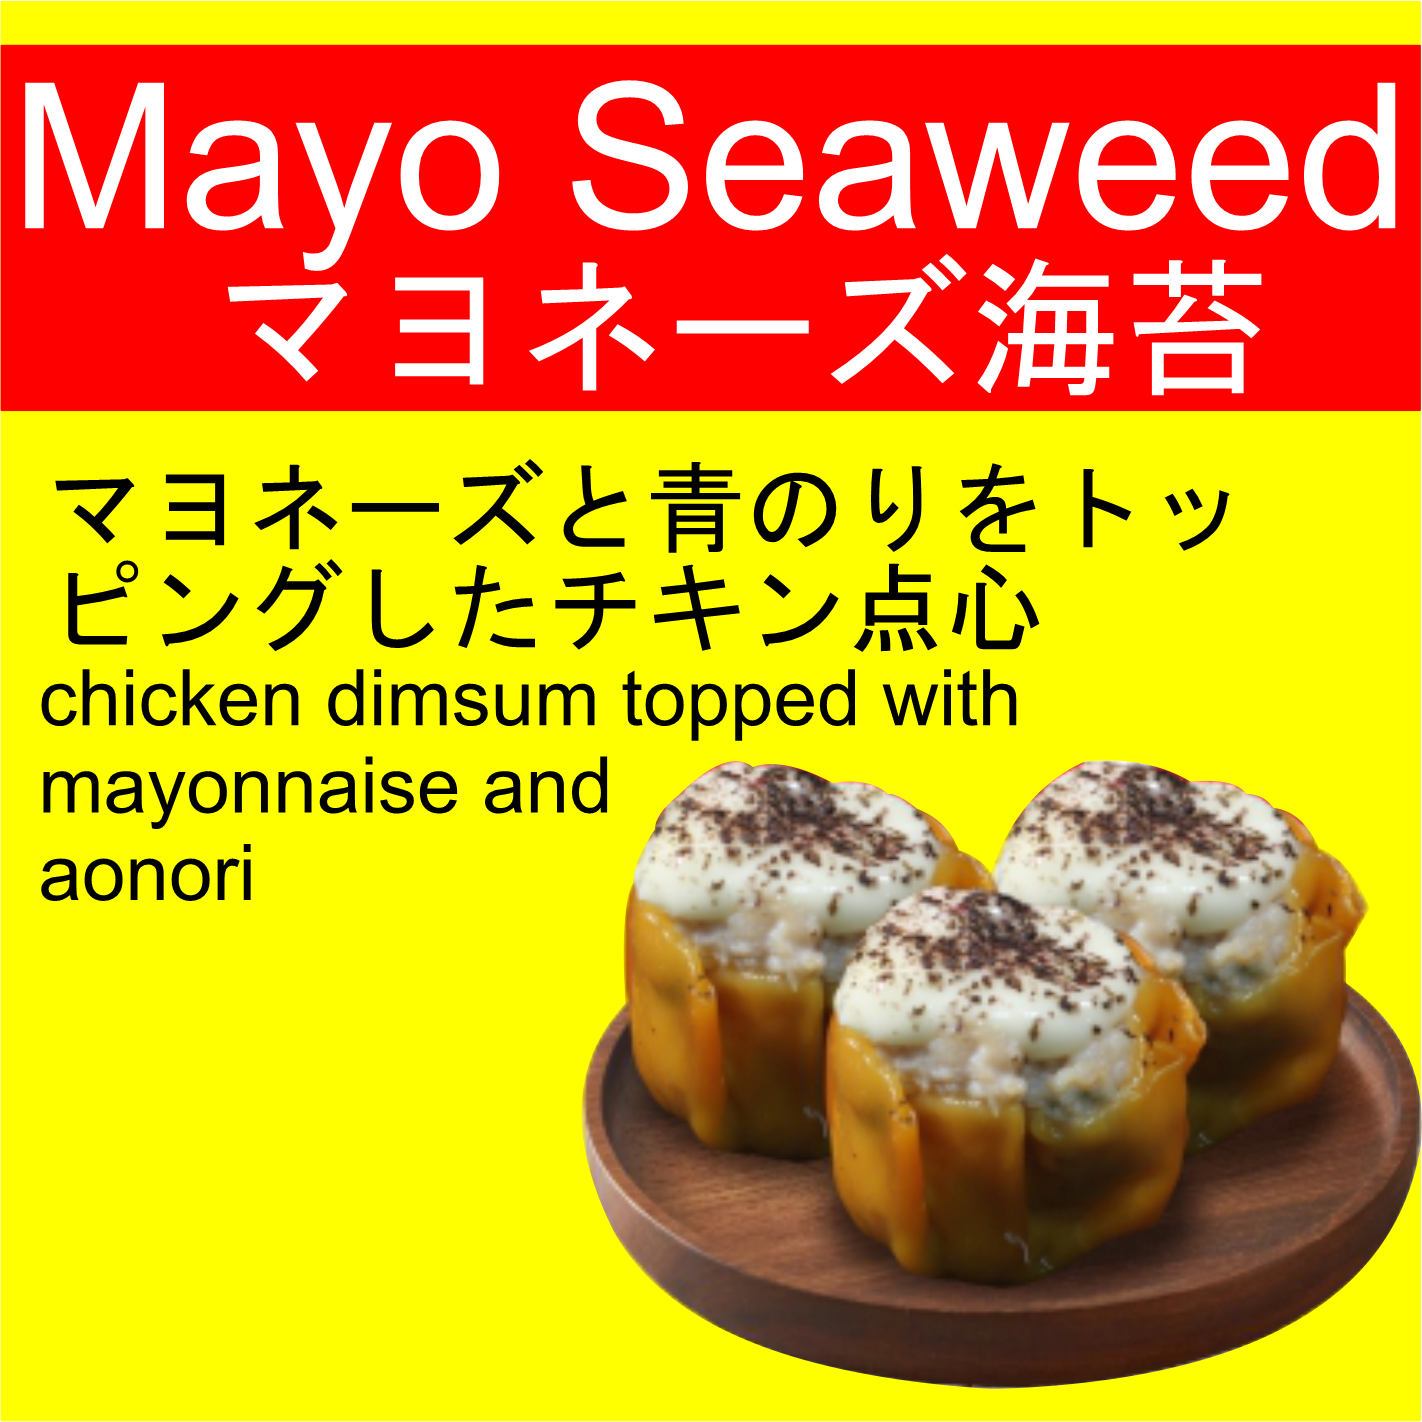 Mayo Seaweed
マヨネーズ海苔
マヨネーズと青のりをトッ
ピングしたチキン点心
chicken dimsum topped with
mayonnaise and
aonori